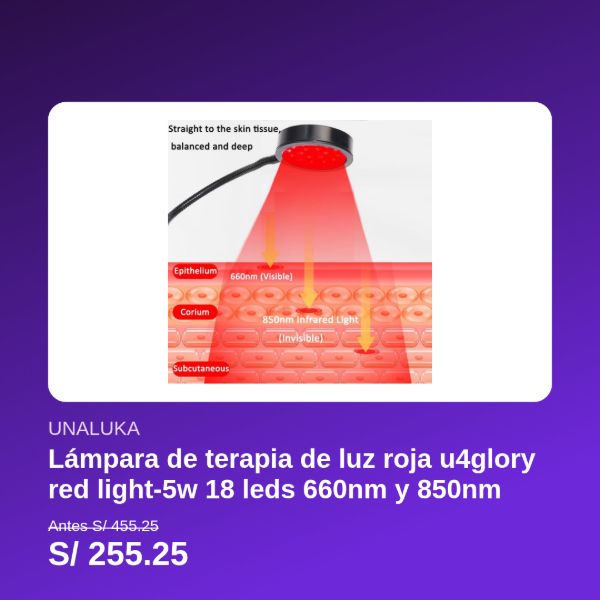 Straight to the skin tissue,
balanced and deep
Epithelium
660nm (Visible)
Corium
850nm Infrared Light
(Invisible)
Subcutaneous
UNALUKA
Lámpara de terapia de luz roja u4glory
red light-5w 18 leds 660nm y 850nm
Antes S/ 455.25
S/ 255.25